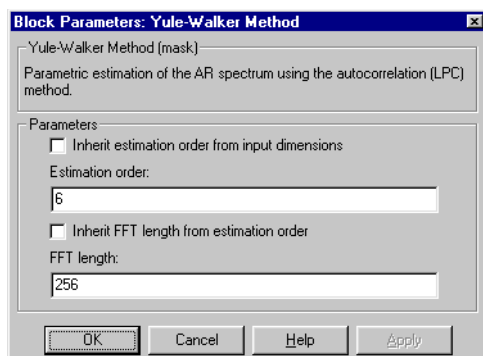 Block Parameters: Yule-Walker Method
Yule-Walker Method (mask)
Parametric estimation of the AR spectrum using the autocorrelation (LPC)
method.
Parameters
Inherit estimation order from input dimensions
Estimation order:
6
Inherit FFT length from estimation order
FFT length:
256
OK Cancel Help Apply